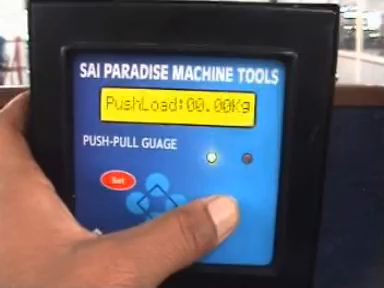 SAI PARADISE MACHINE TOOLS
PushLoad:00.00Kg
PUSH-PULL GUAGE
Set